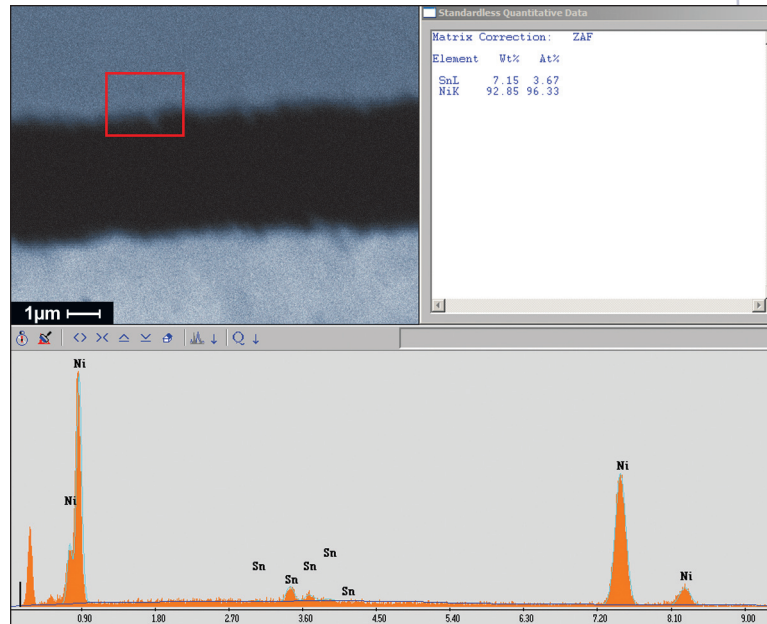 Standardless Quantitative Data
Matrix Correction: ZAF
Element Wt% At%
SnL 7.15 3.67
NiK 92.85 96.33
1µm
Q
Ni
Ni
Sn
Sn
Sn
Sn
Sn
Ni
Ni
0.90 1.80 2.70 3.60 4.50 5.40 6.30 7.20 8.10 9.00